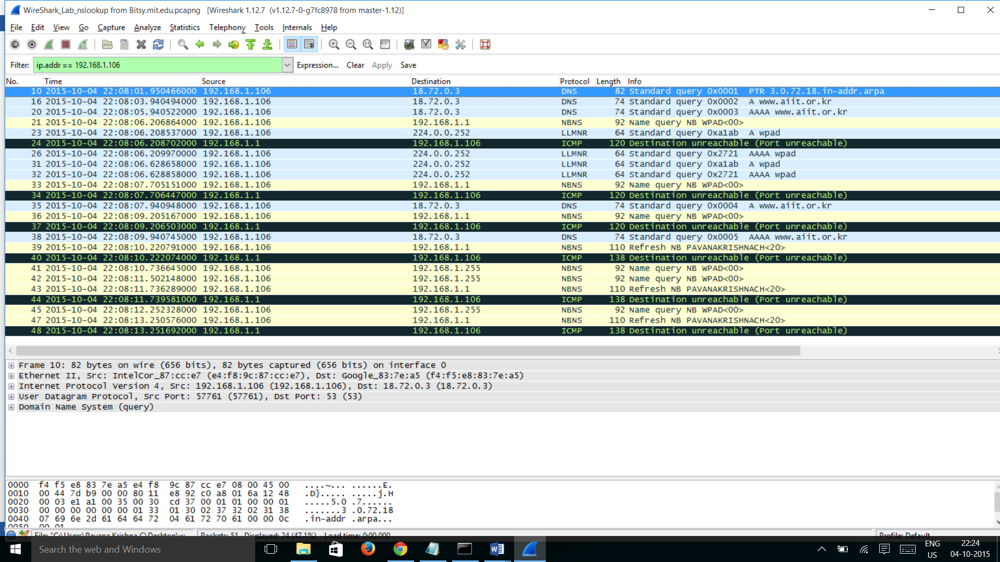 WireShark_Lab_nslookup from Bitsy.mit.edu.pcapng [Wireshark 1.12.7 (v1.12.7-0-g7fc8978 from master-1.12)]
File Edit View Go Capture Analyze Statistics Telephony Tools Internals Help
Filter: ip.addr == 192.168.1.106 Expression... Clear Apply Save
No. Time Source Destination Protocol Length Info
10 2015-10-04 22:08:01.950466000 192.168.1.106 18.72.0.3 DNS 82 Standard query 0x0001 PTR 3.0.72.18.in-addr.arpa
16 2015-10-04 22:08:03.940494000 192.168.1.106 18.72.0.3 DNS 74 Standard query 0x0002 A www.aiit.or.kr
20 2015-10-04 22:08:05.940522000 192.168.1.106 18.72.0.3 DNS 74 Standard query 0x0003 AAAA www.aiit.or.kr
21 2015-10-04 22:08:06.206864000 192.168.1.106 192.168.1.1 NBNS 92 Name query NB WPAD<00>
23 2015-10-04 22:08:06.208537000 192.168.1.106 224.0.0.252 LLMNR 64 Standard query 0xa1ab A wpad
24 2015-10-04 22:08:06.208702000 192.168.1.1 192.168.1.106 ICMP 120 Destination unreachable (Port unreachable)
26 2015-10-04 22:08:06.209970000 192.168.1.106 224.0.0.252 LLMNR 64 Standard query 0x2721 AAAA wpad
31 2015-10-04 22:08:06.628658000 192.168.1.106 224.0.0.252 LLMNR 64 Standard query 0xa1ab A wpad
32 2015-10-04 22:08:06.628858000 192.168.1.106 224.0.0.252 LLMNR 64 Standard query 0x2721 AAAA wpad
33 2015-10-04 22:08:07.705151000 192.168.1.106 192.168.1.1 NBNS 92 Name query NB WPAD<00>
34 2015-10-04 22:08:07.706447000 192.168.1.1 192.168.1.106 ICMP 120 Destination unreachable (Port unreachable)
35 2015-10-04 22:08:07.940948000 192.168.1.106 18.72.0.3 DNS 74 Standard query 0x0004 A www.aiit.or.kr
36 2015-10-04 22:08:09.205167000 192.168.1.106 192.168.1.1 NBNS 92 Name query NB WPAD<00>
37 2015-10-04 22:08:09.206503000 192.168.1.1 192.168.1.106 ICMP 120 Destination unreachable (Port unreachable)
38 2015-10-04 22:08:09.940745000 192.168.1.106 18.72.0.3 DNS 74 Standard query 0x0005 AAAA www.aiit.or.kr
39 2015-10-04 22:08:10.220791000 192.168.1.106 192.168.1.1 NBNS 110 Refresh NB PAVANAKRISHNACH<20>
40 2015-10-04 22:08:10.222074000 192.168.1.1 192.168.1.106 ICMP 138 Destination unreachable (Port unreachable)
41 2015-10-04 22:08:10.736645000 192.168.1.106 192.168.1.255 NBNS 92 Name query NB WPAD<00>
42 2015-10-04 22:08:11.502148000 192.168.1.106 192.168.1.255 NBNS 92 Name query NB WPAD<00>
43 2015-10-04 22:08:11.736289000 192.168.1.106 192.168.1.1 NBNS 110 Refresh NB PAVANAKRISHNACH<20>
44 2015-10-04 22:08:11.739581000 192.168.1.1 192.168.1.106 ICMP 138 Destination unreachable (Port unreachable)
45 2015-10-04 22:08:12.252328000 192.168.1.106 192.168.1.255 NBNS 92 Name query NB WPAD<00>
47 2015-10-04 22:08:13.250576000 192.168.1.106 192.168.1.1 NBNS 110 Refresh NB PAVANAKRISHNACH<20>
48 2015-10-04 22:08:13.251692000 192.168.1.1 192.168.1.106 ICMP 138 Destination unreachable (Port unreachable)
Frame 10: 82 bytes on wire (656 bits), 82 bytes captured (656 bits) on interface 0
Ethernet II, Src: IntelCor_87:cc:e7 (e4:f8:9c:87:cc:e7), Dst: Google_83:7e:a5 (f4:f5:e8:83:7e:a5)
Internet Protocol Version 4, Src: 192.168.1.106 (192.168.1.106), Dst: 18.72.0.3 (18.72.0.3)
User Datagram Protocol, Src Port: 57761 (57761), Dst Port: 53 (53)
Domain Name System (query)
0000 f4 f5 e8 83 7e a5 e4 f8 9c 87 cc e7 08 00 45 00 ....~... ......E.
0010 00 44 7d b9 00 00 80 11 e8 92 c0 a8 01 6a 12 48 .D}..... .....j.H
0020 00 03 e1 a1 00 35 00 30 cd 37 00 01 01 00 00 01 .....5.0 .7......
0030 00 00 00 00 00 00 01 33 01 30 02 37 32 02 31 38 .......3 .0.72.18
0040 07 69 6e 2d 61 64 64 72 04 61 72 70 61 00 00 0c .in-addr .arpa...
0050 00 01
File: "C:\Users\Pavana Krishna C\Desktop\w... Packets: 51 · Displayed: 24 (47.1%) · Load time: 0:00.000 Profile: Default
Search the web and Windows
ENG
US
22:24
04-10-2015